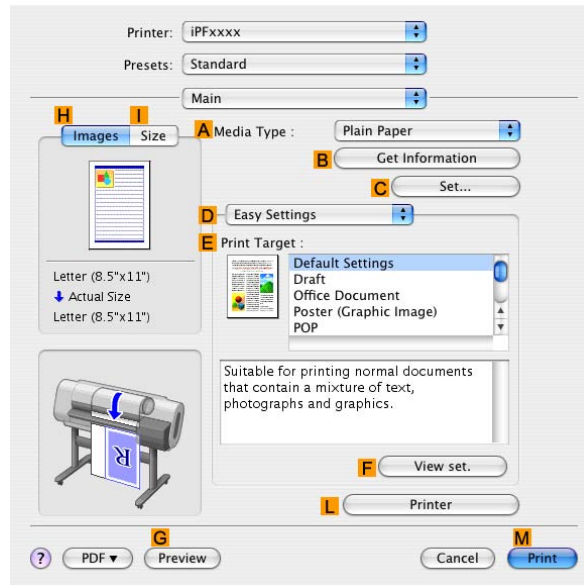 Printer: iPFxxxx
Presets: Standard
Main
H I
Images Size
A Media Type : Plain Paper
B Get Information
C Set...
D Easy Settings
E Print Target :
Default Settings
Draft
Office Document
Poster (Graphic Image)
POP
Letter (8.5"x11")
Actual Size
Letter (8.5"x11")
Suitable for printing normal documents
that contain a mixture of text,
photographs and graphics.
R
F View set.
L Printer
G M
? PDF Preview Cancel Print